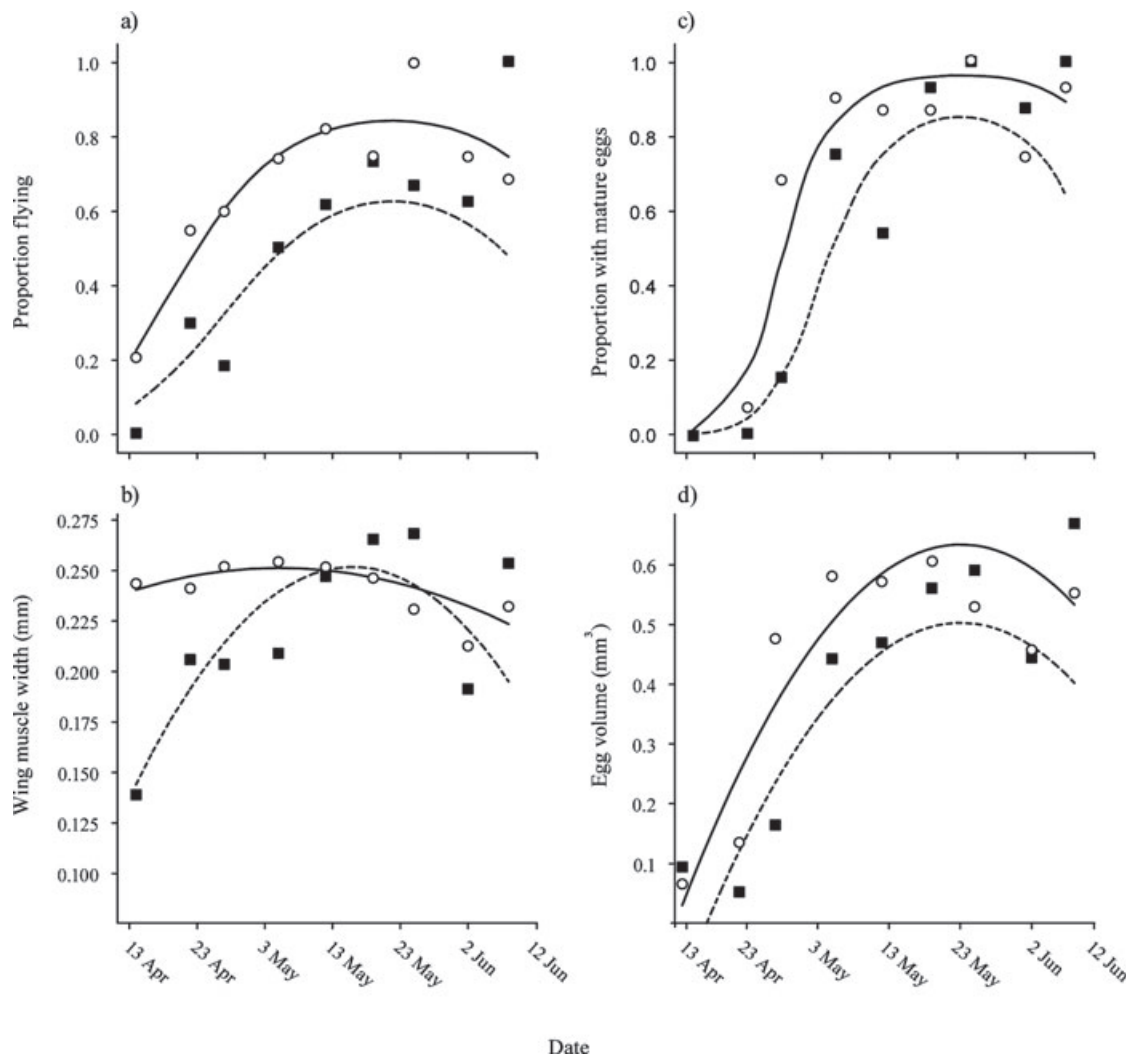 a)
1.0
0.8
0.6
0.4
0.2
0.0
Proportion flying
c)
1.0
0.8
0.6
0.4
0.2
0.0
Proportion with mature eggs
b)
0.275
0.250
0.225
0.200
0.175
0.150
0.125
0.100
Wing muscle width (mm)
13 Apr
23 Apr
3 May
13 May
23 May
2 Jun
12 Jun
d)
0.6
0.5
0.4
0.3
0.2
0.1
Egg volume (mm³)
13 Apr
23 Apr
3 May
13 May
23 May
2 Jun
12 Jun
Date